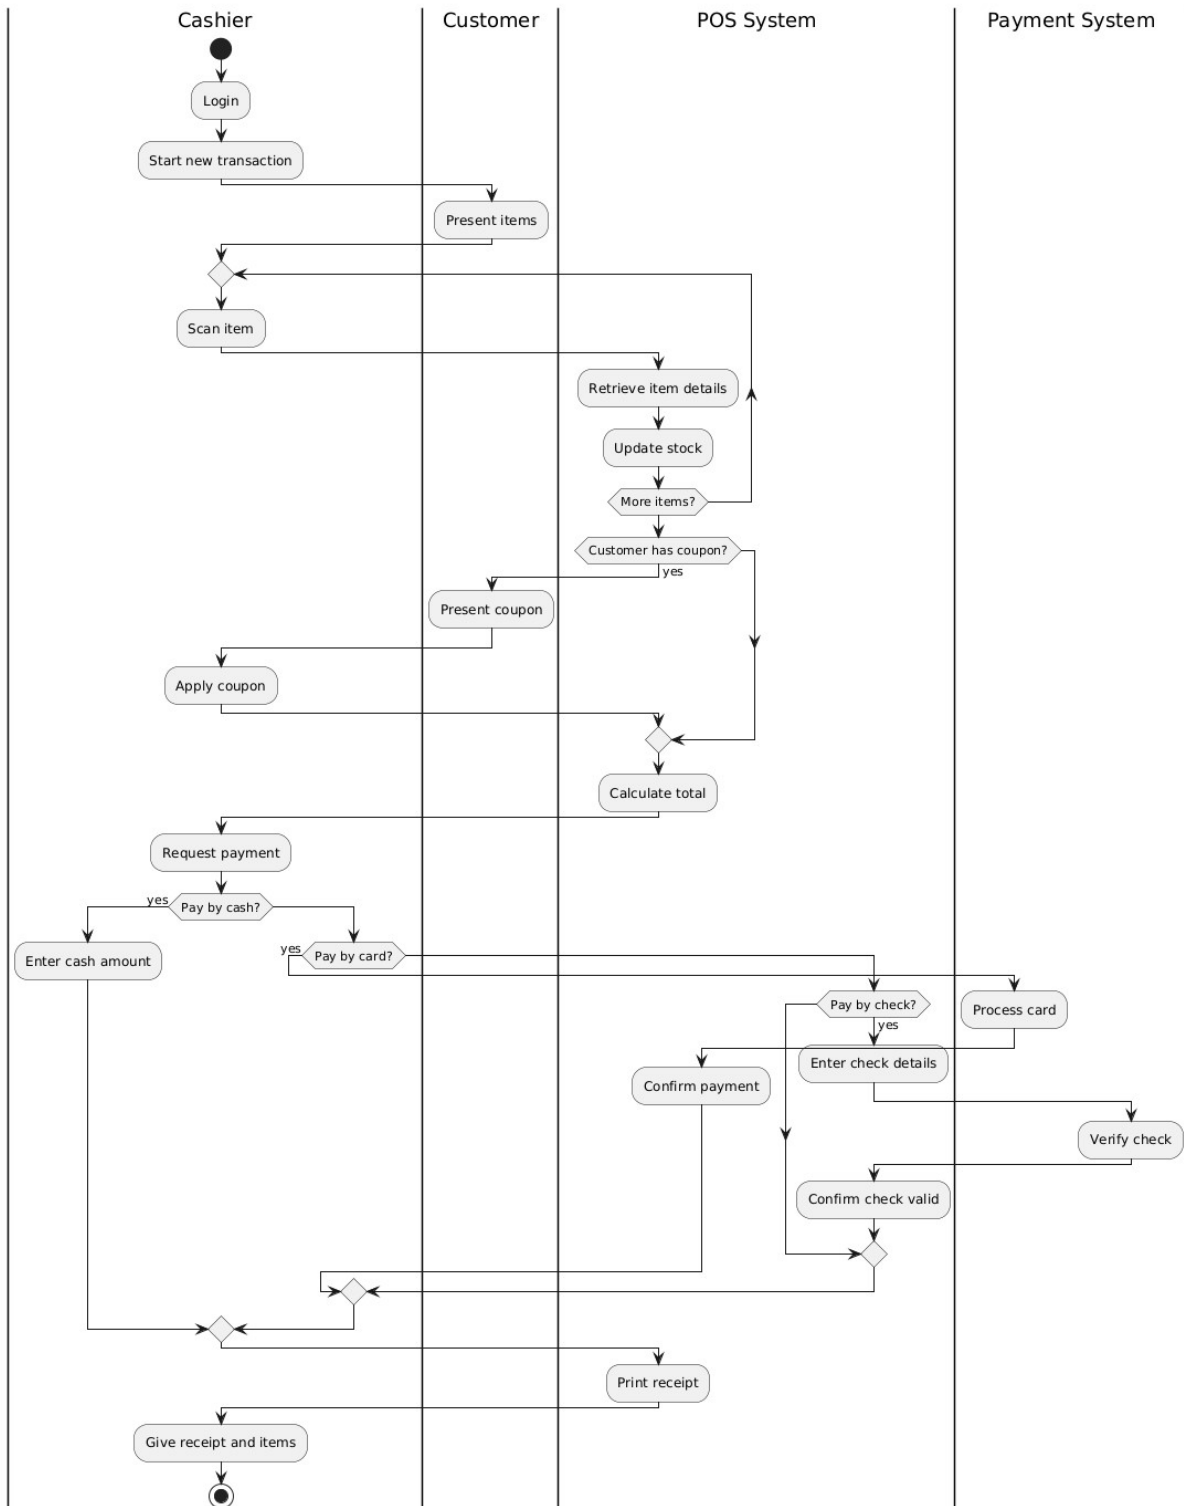 Cashier
Customer
POS System
Payment System
Login
Start new transaction
Present items
Scan item
Retrieve item details
Update stock
More items?
Customer has coupon?
yes
Present coupon
Apply coupon
Calculate total
Request payment
yes
Pay by cash?
Enter cash amount
yes
Pay by card?
Pay by check?
Process card
yes
Enter check details
Confirm payment
Verify check
Confirm check valid
Print receipt
Give receipt and items